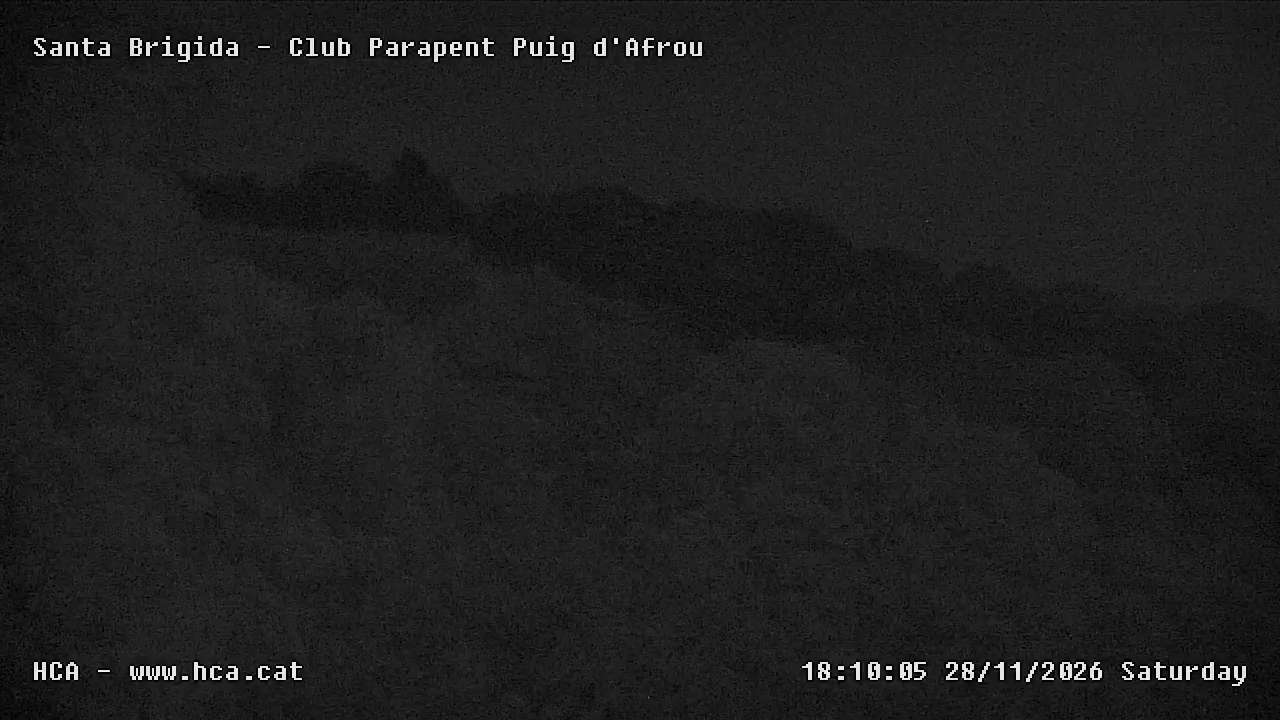 Santa Brigida - Club Parapent Puig d'Afrou
HCA - www.hca.cat
18:10:05 28/11/2026 Saturday